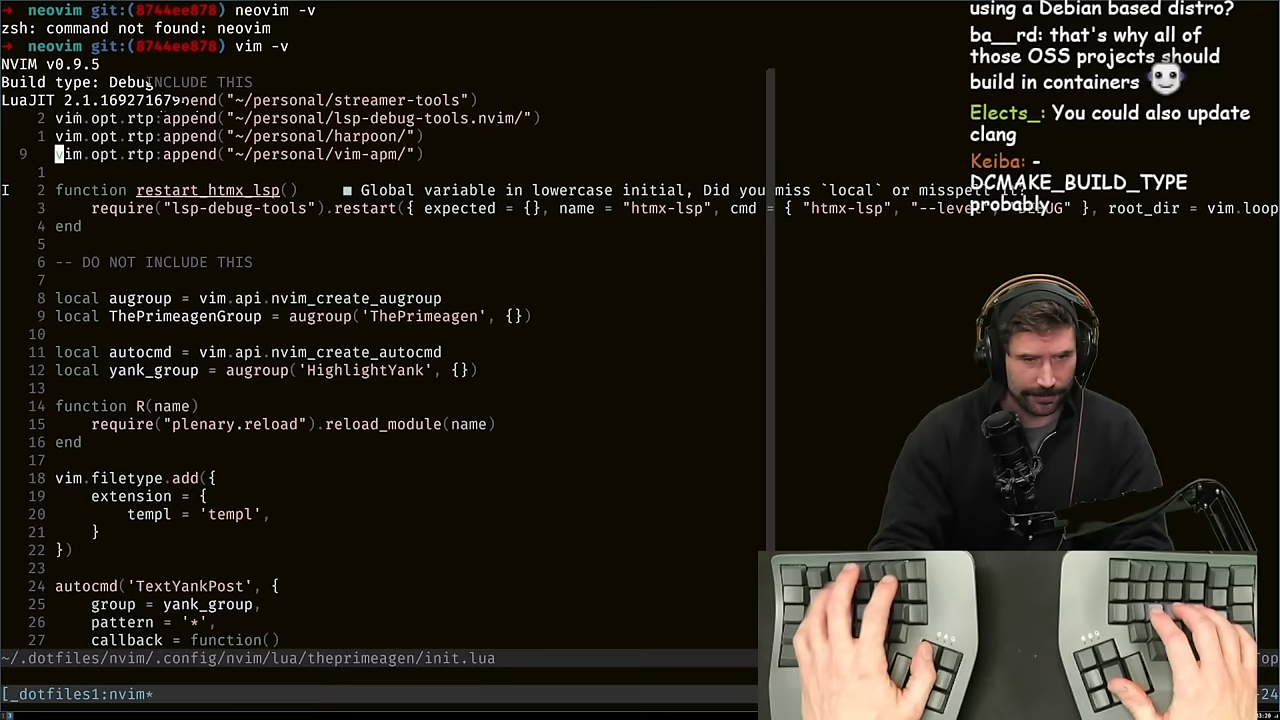 ➜ neovim git:(8744ee878) neovim -v
zsh: command not found: neovim
➜ neovim git:(8744ee878) vim -v
NVIM v0.9.5
Build type: Debug INCLUDE THIS
LuaJIT 2.1.169271679 append("~/personal/streamer-tools")
2 vim.opt.rtp:append("~/personal/lsp-debug-tools.nvim/")
1 vim.opt.rtp:append("~/personal/harpoon/")
9 vim.opt.rtp:append("~/personal/vim-apm/")
1
I 2 function restart_htmx_lsp() ■ Global variable in lowercase initial, Did you miss `local` or misspell it?
3 require("lsp-debug-tools").restart({ expected = {}, name = "htmx-lsp", cmd = { "htmx-lsp", "--level", "DEBUG" }, root_dir = vim.loop
4 end
5
6 -- DO NOT INCLUDE THIS
7
8 local augroup = vim.api.nvim_create_augroup
9 local ThePrimeagenGroup = augroup('ThePrimeagen', {})
10
11 local autocmd = vim.api.nvim_create_autocmd
12 local yank_group = augroup('HighlightYank', {})
13
14 function R(name)
15 require("plenary.reload").reload_module(name)
16 end
17
18 vim.filetype.add({
19 extension = {
20 templ = 'templ',
21 }
22 })
23
24 autocmd('TextYankPost', {
25 group = yank_group,
26 pattern = '*',
27 callback = function()
~/.dotfiles/nvim/.config/nvim/lua/theprimeagen/init.lua
[_dotfiles1:nvim*
using a Debian based distro?
ba__rd: that's why all of
those OSS projects should
build in containers
Elects_: You could also update
clang
Keiba: -
DCMAKE_BUILD_TYPE
probably